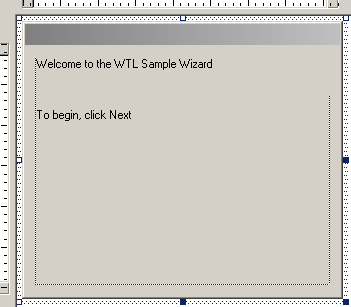 Welcome to the WTL Sample Wizard
To begin, click Next